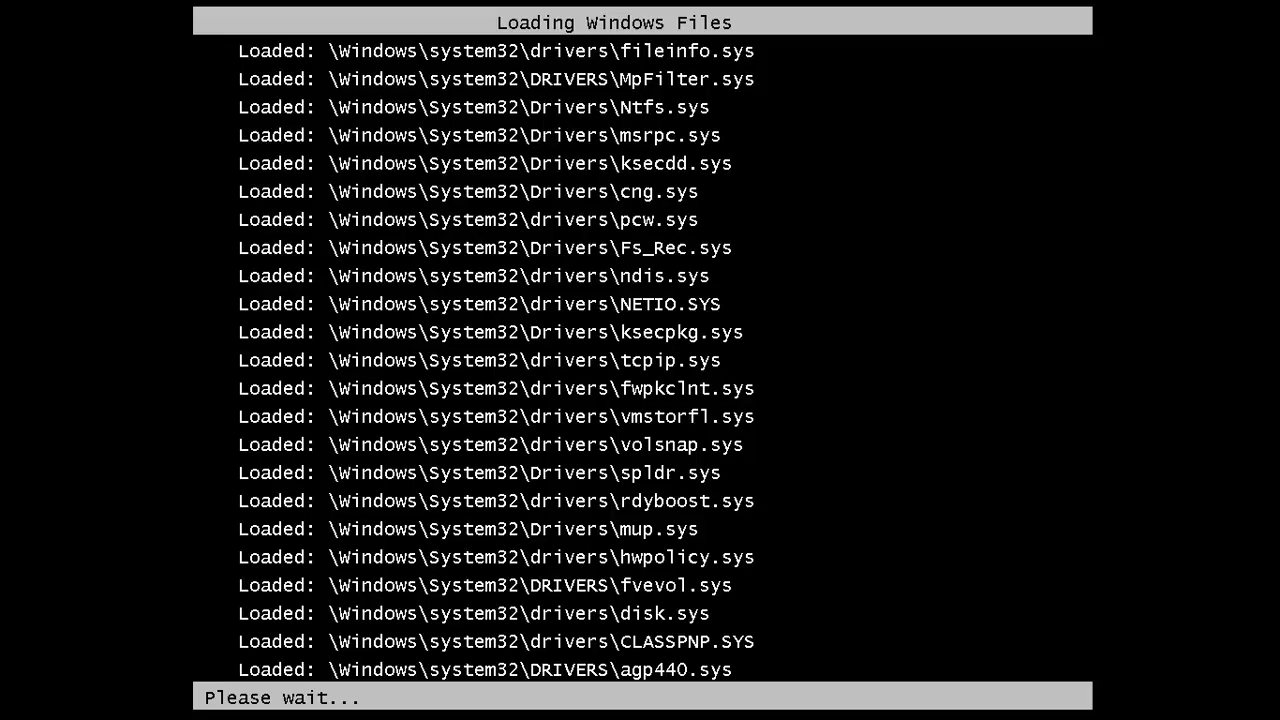 Loading Windows Files
Loaded: \Windows\system32\drivers\fileinfo.sys
Loaded: \Windows\system32\DRIVERS\MpFilter.sys
Loaded: \Windows\System32\Drivers\Ntfs.sys
Loaded: \Windows\System32\Drivers\msrpc.sys
Loaded: \Windows\System32\Drivers\ksecdd.sys
Loaded: \Windows\System32\Drivers\cng.sys
Loaded: \Windows\System32\drivers\pcw.sys
Loaded: \Windows\System32\Drivers\Fs_Rec.sys
Loaded: \Windows\system32\drivers\ndis.sys
Loaded: \Windows\system32\drivers\NETIO.SYS
Loaded: \Windows\System32\Drivers\ksecpkg.sys
Loaded: \Windows\System32\drivers\tcpip.sys
Loaded: \Windows\System32\drivers\fwpkclnt.sys
Loaded: \Windows\system32\drivers\vmstorfl.sys
Loaded: \Windows\system32\drivers\volsnap.sys
Loaded: \Windows\System32\Drivers\spldr.sys
Loaded: \Windows\System32\drivers\rdyboost.sys
Loaded: \Windows\System32\Drivers\mup.sys
Loaded: \Windows\System32\drivers\hwpolicy.sys
Loaded: \Windows\System32\DRIVERS\fvevol.sys
Loaded: \Windows\system32\drivers\disk.sys
Loaded: \Windows\system32\drivers\CLASSPNP.SYS
Loaded: \Windows\system32\DRIVERS\agp440.sys
Please wait...